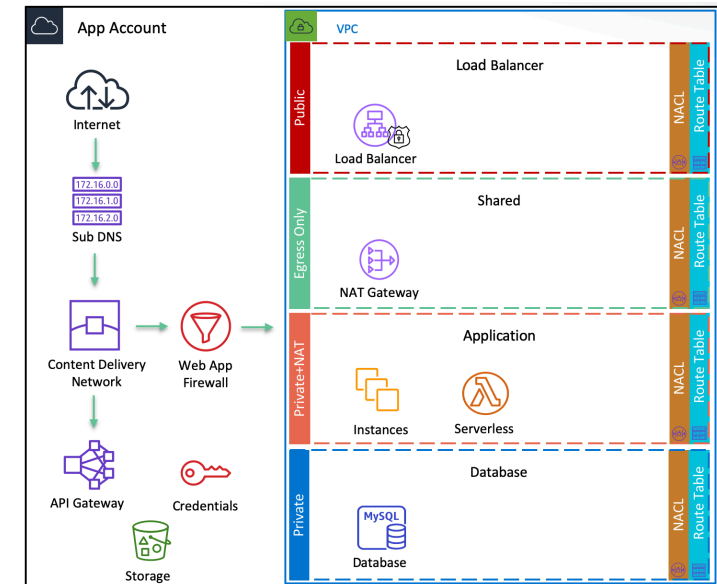 App Account
Internet
172.16.0.0
172.16.1.0
172.16.2.0
Sub DNS
Content Delivery
Network
Web App
Firewall
API Gateway
Credentials
Storage
VPC
Public
Load Balancer
Load Balancer
NACL
Route Table
Egress Only
Shared
NAT Gateway
NACL
Route Table
Private+NAT
Application
Instances
Serverless
NACL
Route Table
Private
Database
MySQL
Database
NACL
Route Table